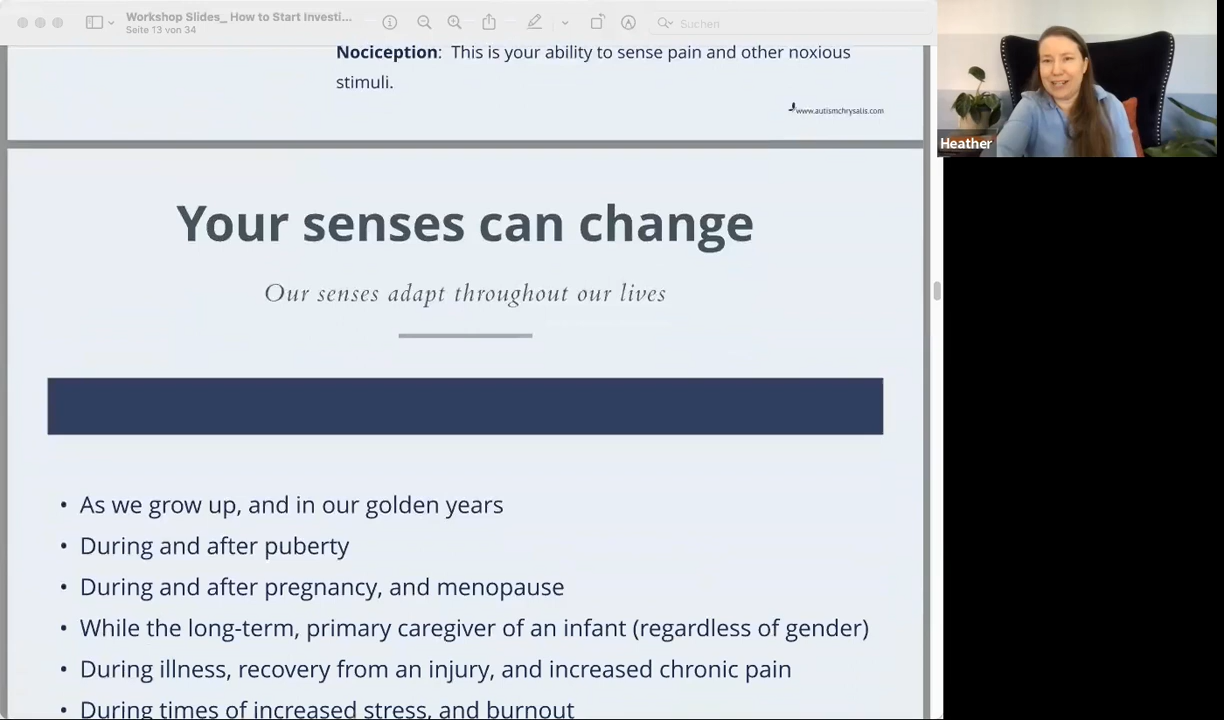 Workshop Slides_ How to Start Investi...
Seite 13 von 34
Suchen
Nociception: This is your ability to sense pain and other noxious
stimuli.
www.autismchrysalis.com
Heather
Your senses can change
Our senses adapt throughout our lives
• As we grow up, and in our golden years
• During and after puberty
• During and after pregnancy, and menopause
• While the long-term, primary caregiver of an infant (regardless of gender)
• During illness, recovery from an injury, and increased chronic pain
• During times of increased stress, and burnout